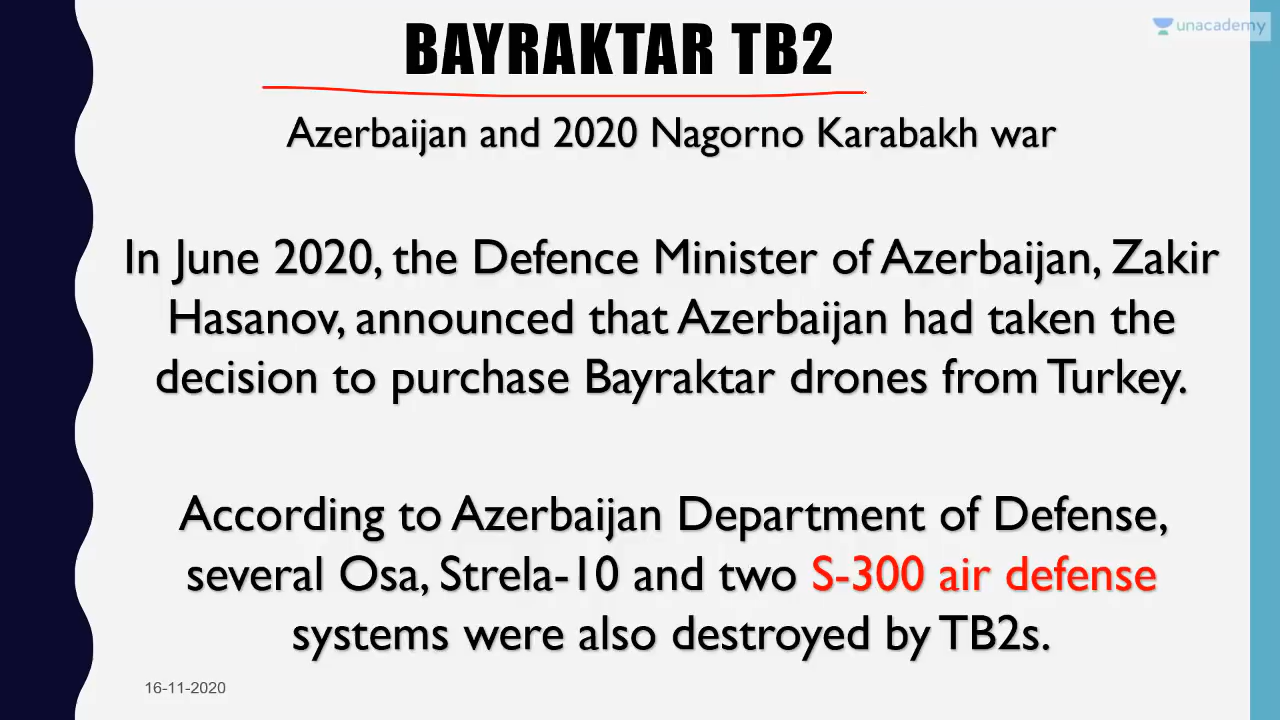 unacademy
BAYRAKTAR TB2
Azerbaijan and 2020 Nagorno Karabakh war
In June 2020, the Defence Minister of Azerbaijan, Zakir
Hasanov, announced that Azerbaijan had taken the
decision to purchase Bayraktar drones from Turkey.
According to Azerbaijan Department of Defense,
several Osa, Strela-10 and two S-300 air defense
systems were also destroyed by TB2s.
16-11-2020